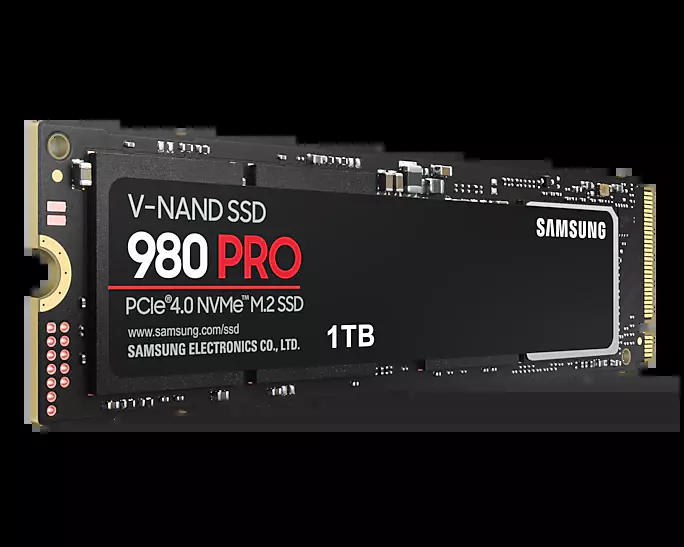 V-NAND SSD
980 PRO
PCIe®4.0 NVMe™ M.2 SSD
www.samsung.com/ssd
SAMSUNG ELECTRONICS CO., LTD.
1TB
SAMSUNG